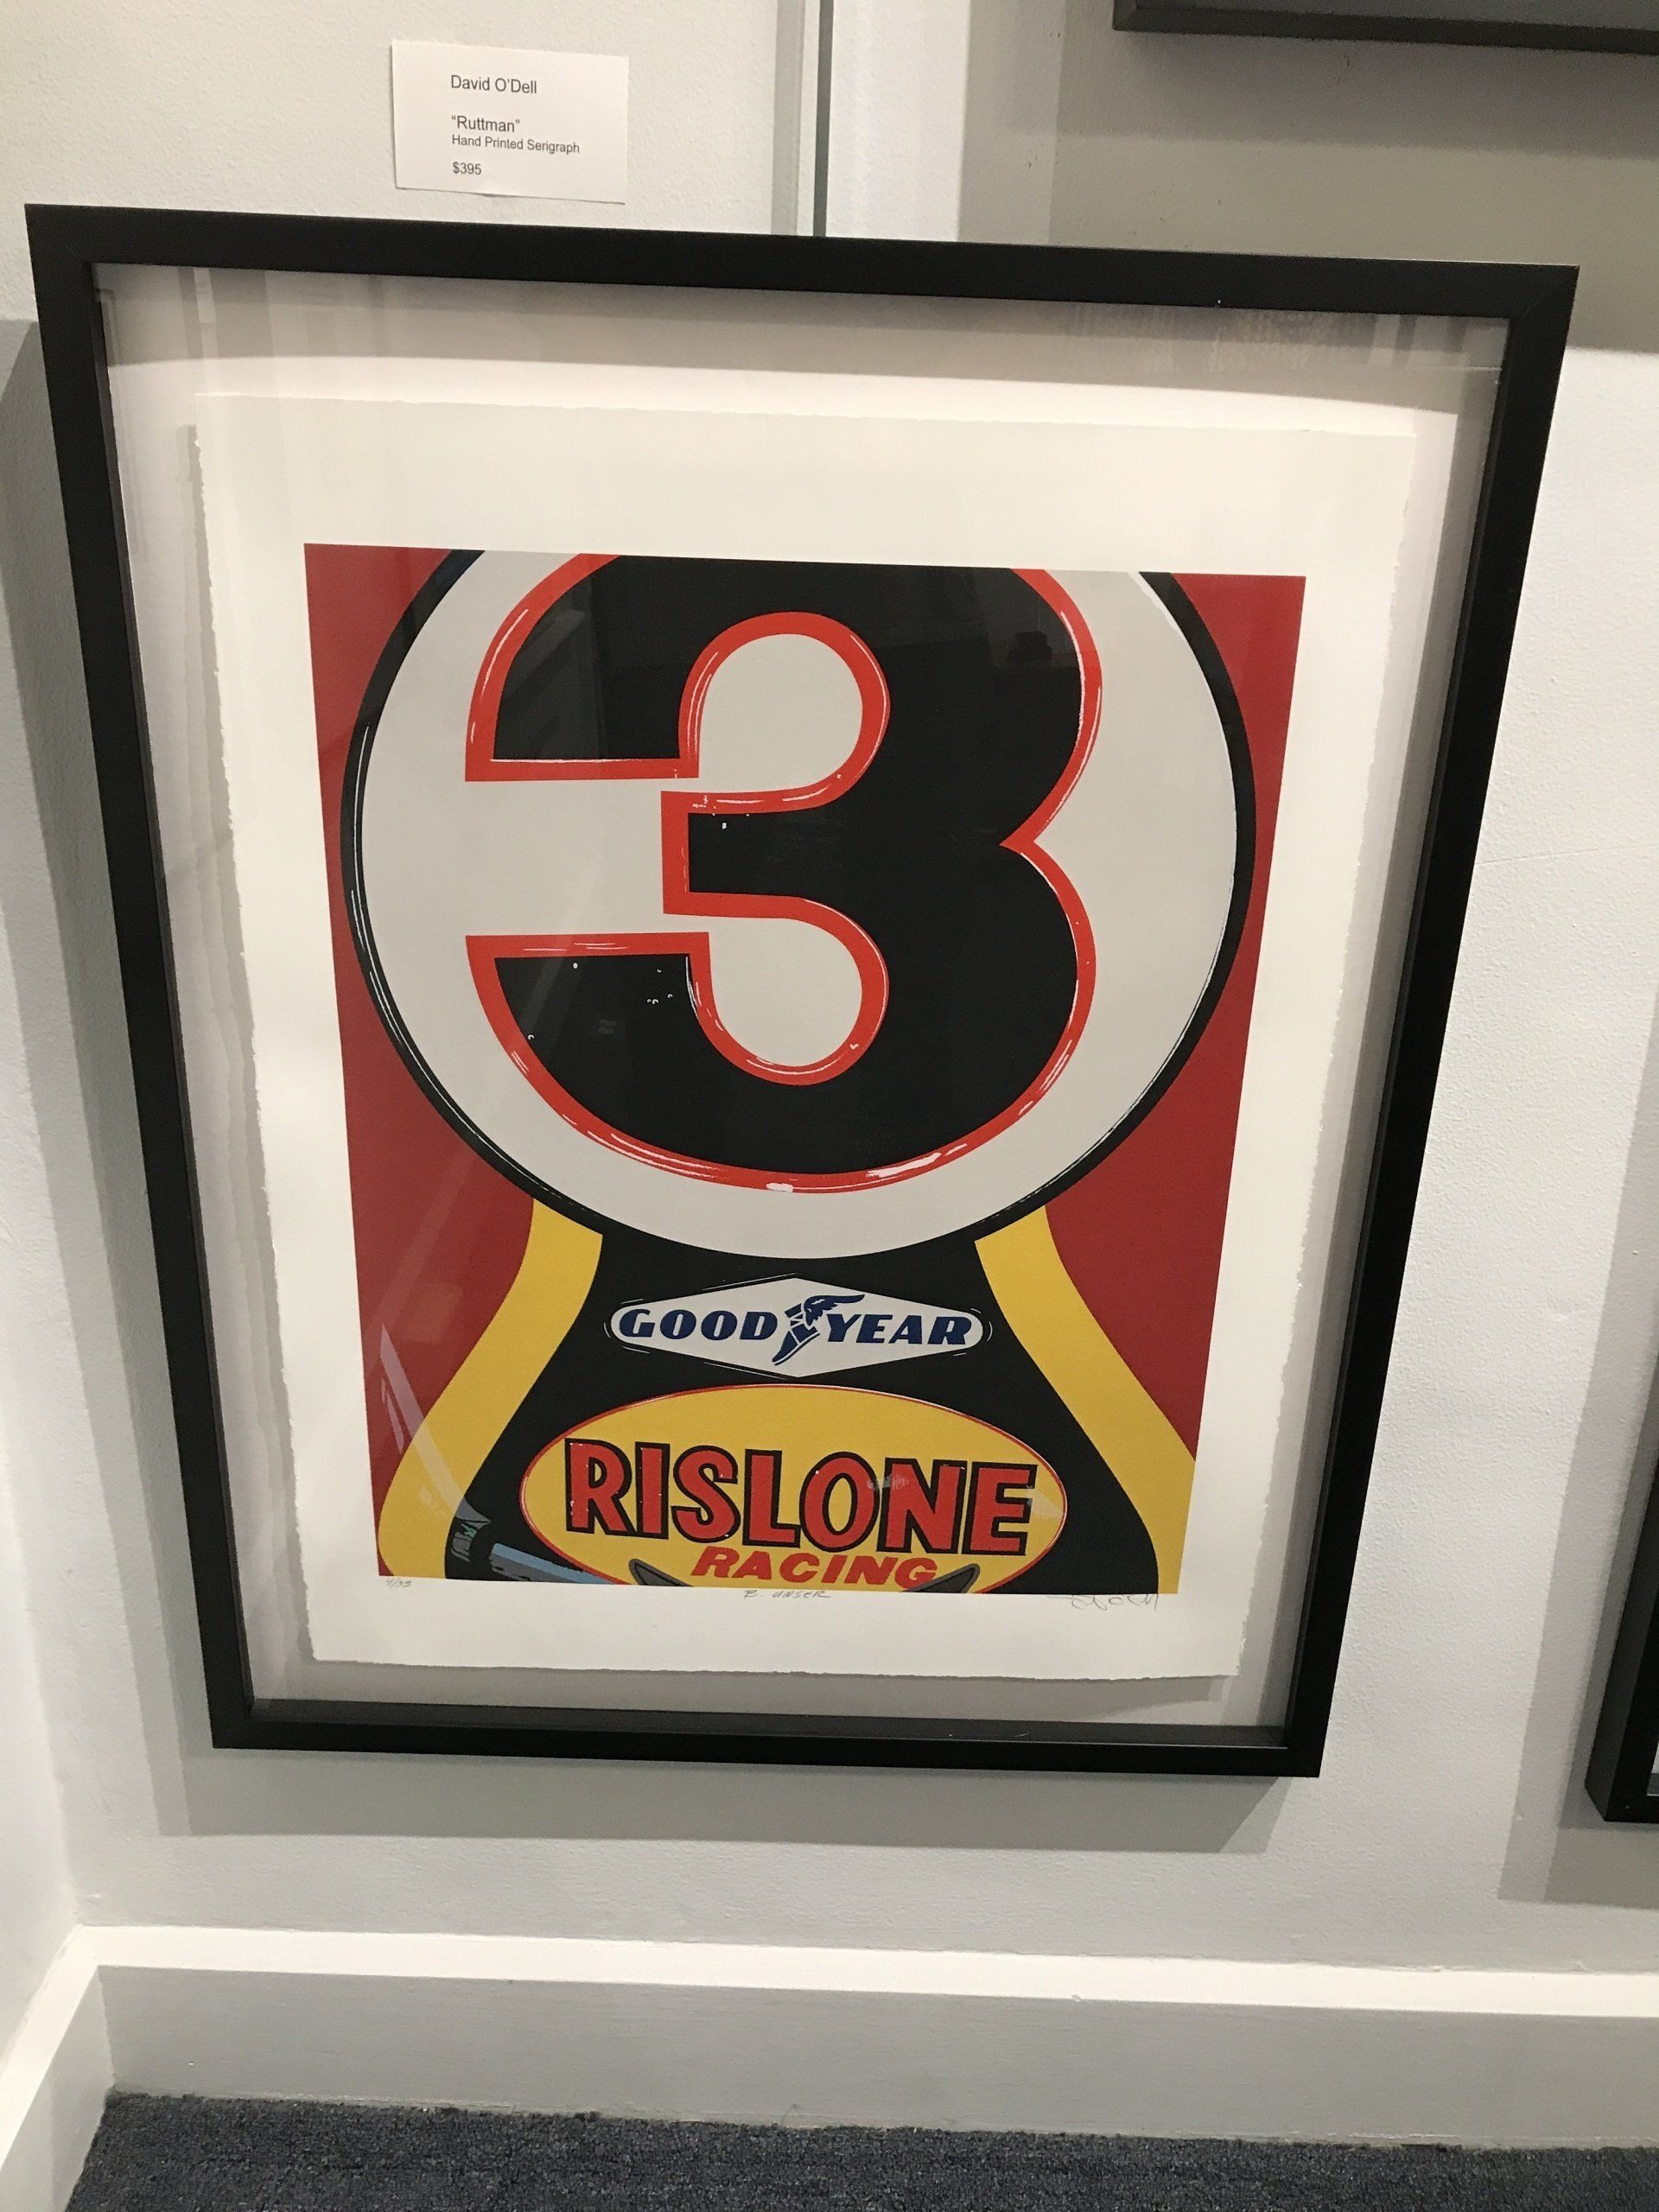 David O'Dell
"Ruttman"
Hand Printed Serigraph
$395
3
GOOD YEAR
RISLONE
RACING
R. UNSER